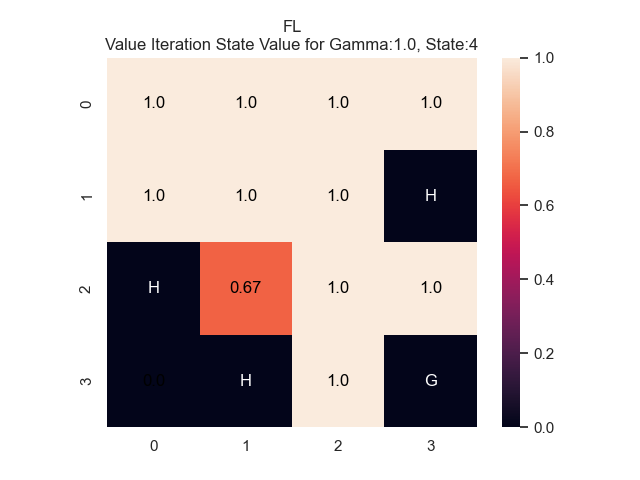 FL
Value Iteration State Value for Gamma:1.0, State:4
0 1.0 1.0 1.0 1.0
1 1.0 1.0 1.0 H
2 H 0.67 1.0 1.0
3 0.0 H 1.0 G
0 1 2 3
1.0
0.8
0.6
0.4
0.2
0.0